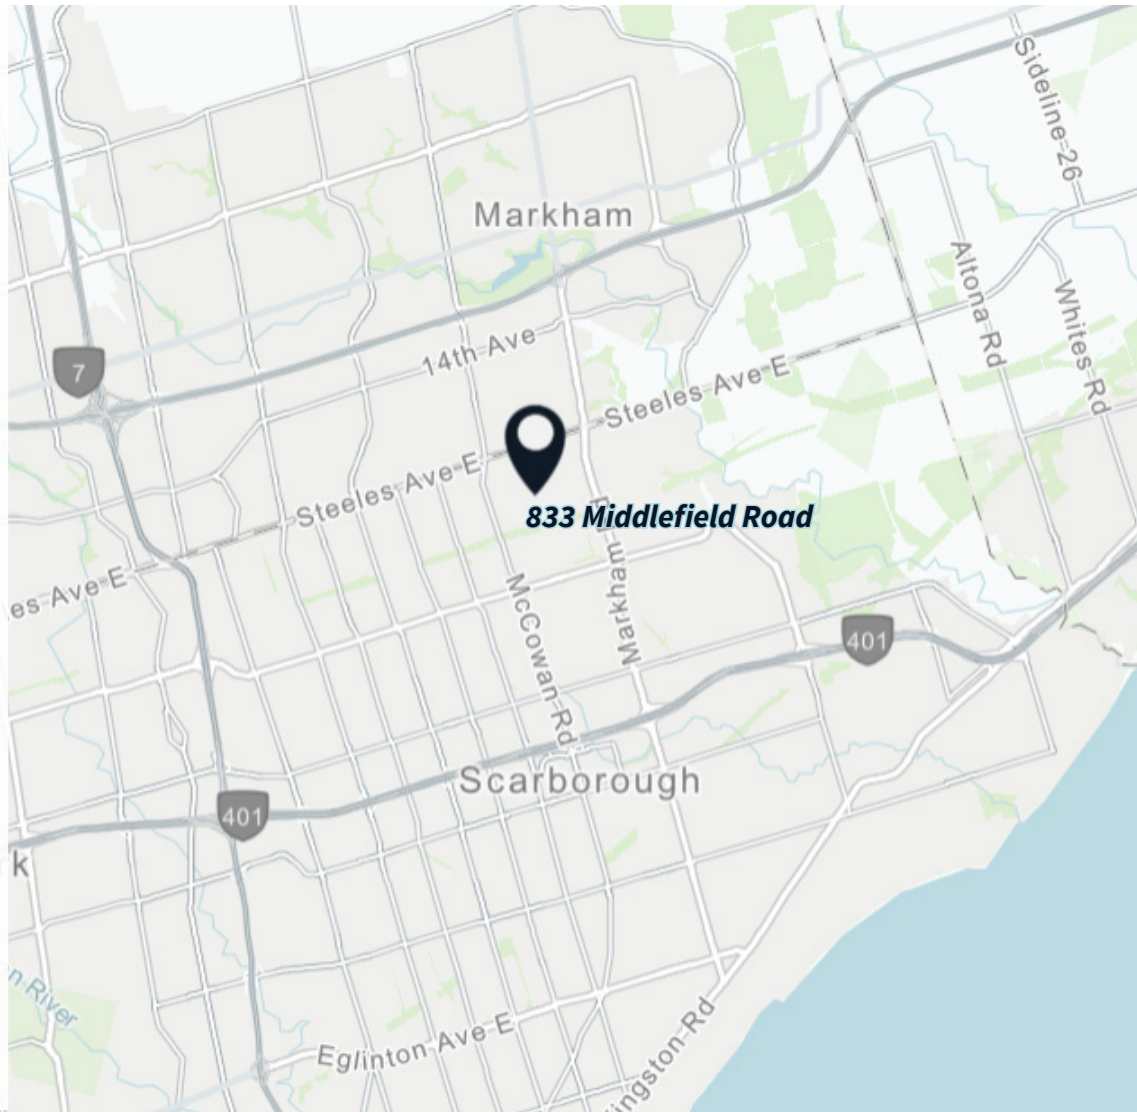 Sideline 26
Markham
Altona Rd
Whites Rd
14th Ave
7
Steeles Ave E
Steeles Ave E
833 Middlefield Road
es Ave E
McCowan Rd
Markham
401
Scarborough
401
k
n River
Eglinton Ave E
ingston Rd